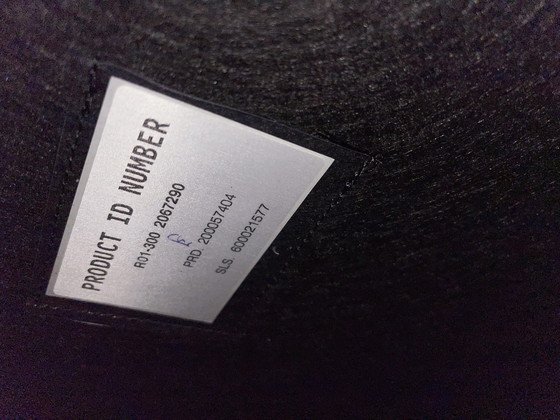 PRODUCT ID NUMBER
R01-300 2067290
PRD. 200057404
SLS. 600021577